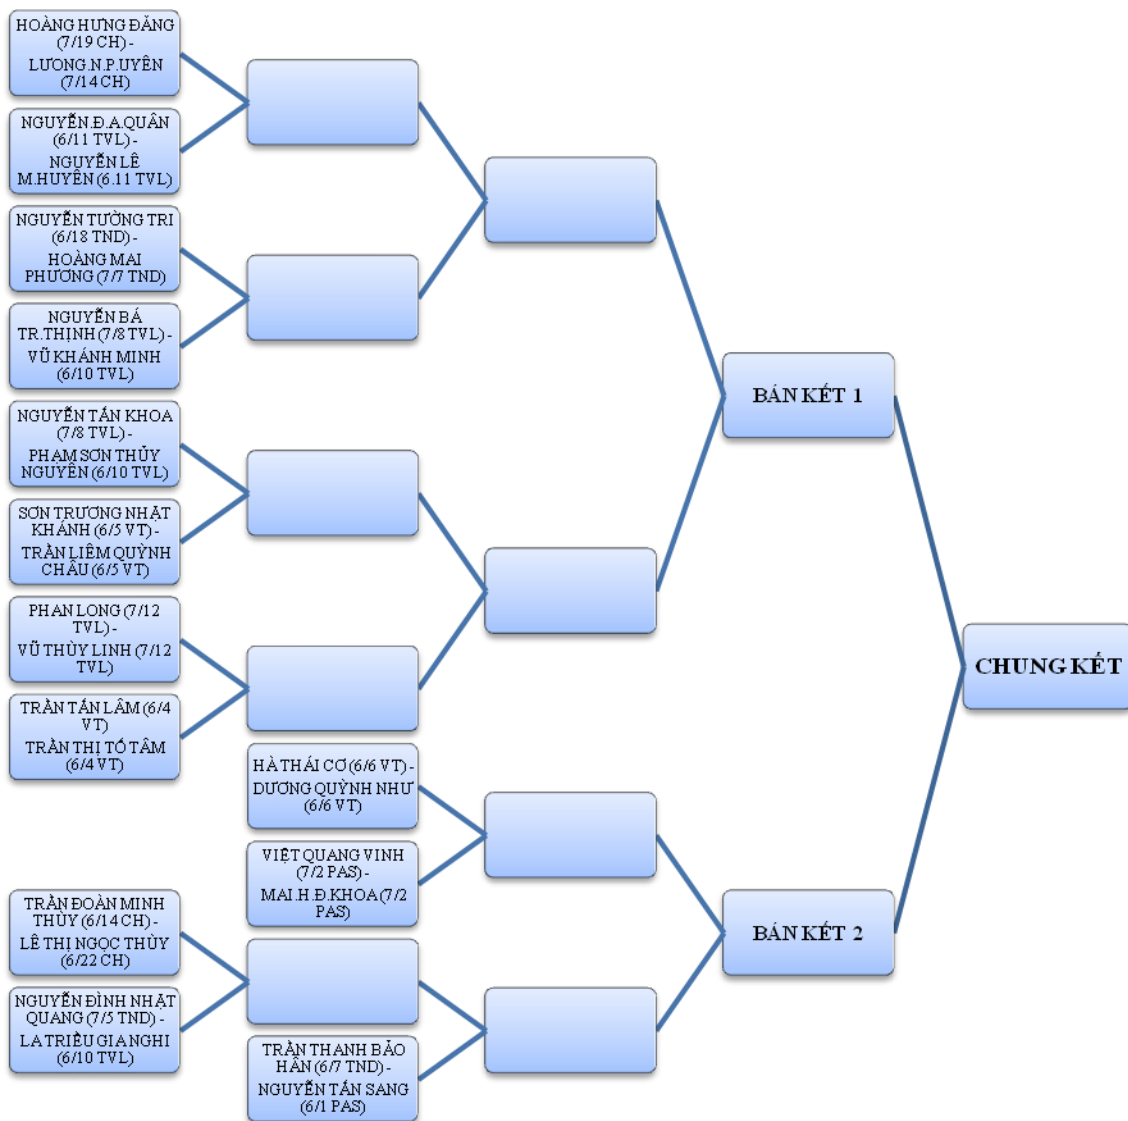 HOÀNG HƯNG ĐĂNG
(7/19 CH) -
LƯƠNG.N.P.UYÊN
(7/14 CH)
NGUYỄN.Đ.A.QUÂN
(6/11 TVL) -
NGUYỄN LÊ
M.HUYÊN (6.11 TVL)
NGUYỄN TƯỜNG TRI
(6/18 TND) -
HOÀNG MAI
PHƯƠNG (7/7 TND)
NGUYỄN BÁ
TR.THỊNH (7/8 TVL) -
VŨ KHÁNH MINH
(6/10 TVL)
NGUYỄN TẤN KHOA
(7/8 TVL) -
PHẠM SƠN THỦY
NGUYÊN (6/10 TVL)
SƠN TRƯƠNG NHẬT
KHÁNH (6/5 VT) -
TRẦN LIÊM QUỲNH
CHÂU (6/5 VT)
PHAN LONG (7/12
TVL) -
VŨ THÙY LINH (7/12
TVL)
TRẦN TẤN LÂM (6/4
VT)
TRẦN THỊ TỐ TÂM
(6/4 VT)
HÀ THÁI CƠ (6/6 VT) -
DƯƠNG QUỲNH NHƯ
(6/6 VT)
VIỆT QUANG VINH
(7/2 PAS) -
MAI.H.Đ.KHOA (7/2
PAS)
TRẦN ĐOÀN MINH
THÙY (6/14 CH) -
LÊ THỊ NGỌC THÙY
(6/22 CH)
NGUYỄN ĐÌNH NHẬT
QUANG (7/5 TND) -
LA TRIỀU GIA NGHI
(6/10 TVL)
TRẦN THANH BẢO
HÂN (6/7 TND) -
NGUYỄN TẤN SANG
(6/1 PAS)
BÁN KẾT 1
BÁN KẾT 2
CHUNG KẾT